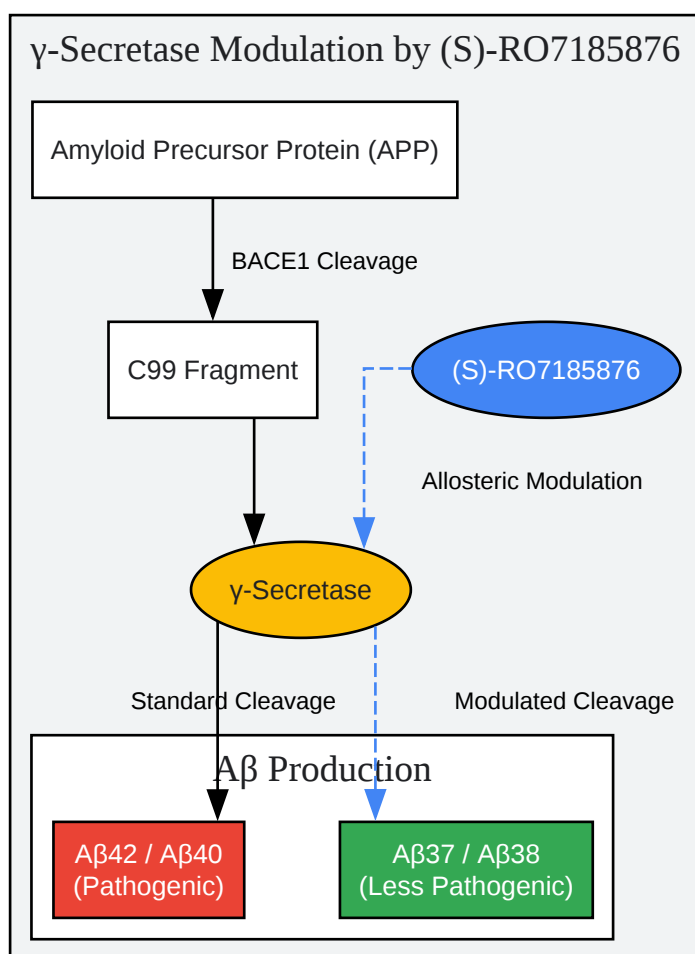 γ-Secretase Modulation by (S)-RO7185876
Amyloid Precursor Protein (APP)
BACE1 Cleavage
C99 Fragment
(S)-RO7185876
Allosteric Modulation
γ-Secretase
Standard Cleavage
Modulated Cleavage
Aβ Production
Aβ42 / Aβ40
(Pathogenic)
Aβ37 / Aβ38
(Less Pathogenic)